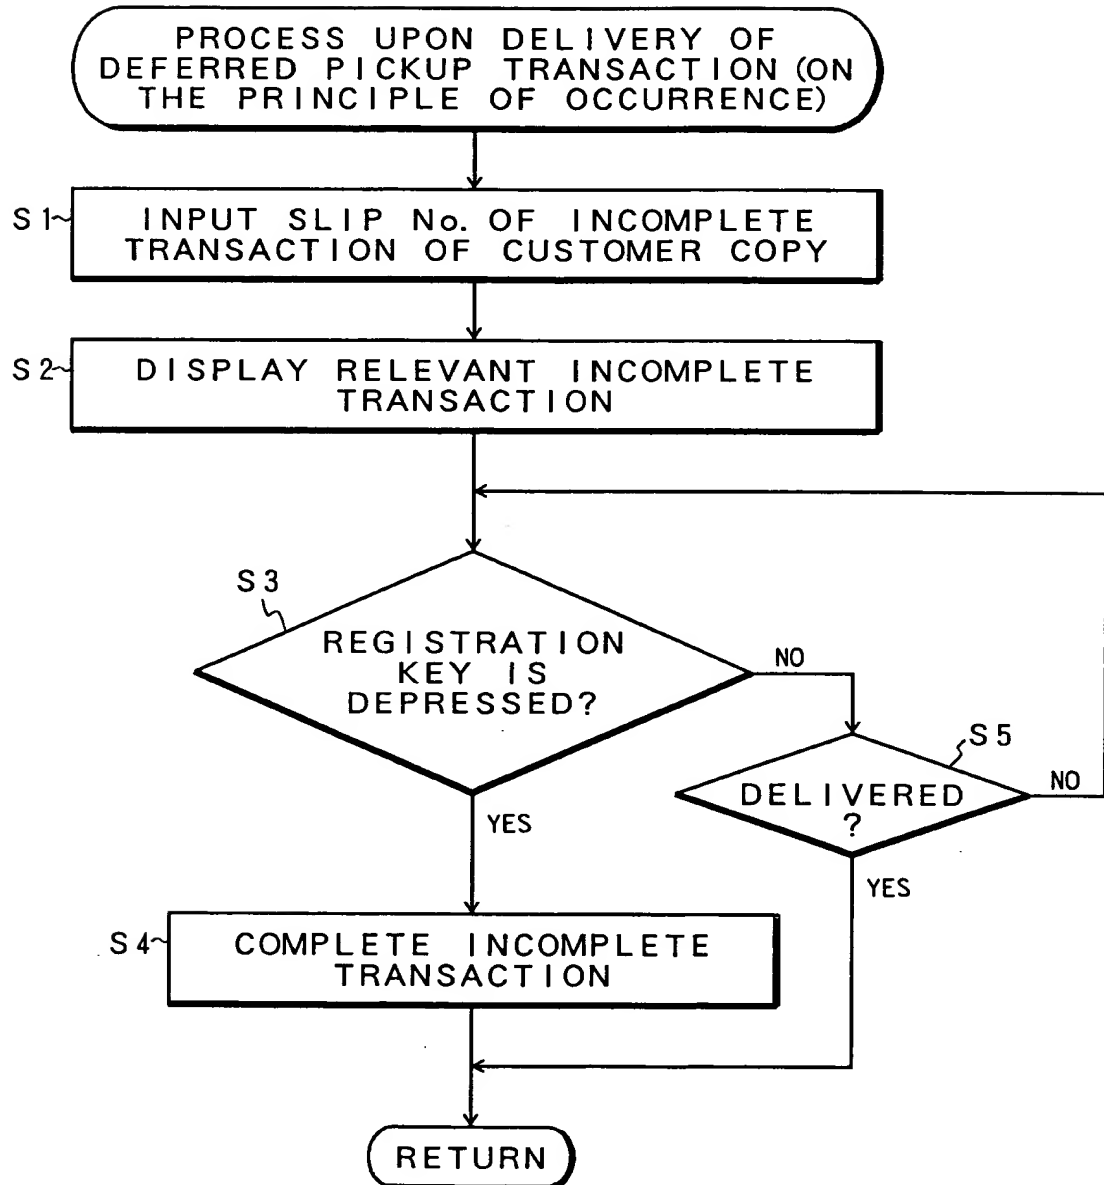 PROCESS UPON DELIVERY OF
DEFERRED PICKUP TRANSACTION (ON
THE PRINCIPLE OF OCCURRENCE)
S1
INPUT SLIP No. OF INCOMPLETE
TRANSACTION OF CUSTOMER COPY
S2
DISPLAY RELEVANT INCOMPLETE
TRANSACTION
S3
REGISTRATION
KEY IS
DEPRESSED?
NO
S5
DELIVERED
?
NO
YES
YES
S4
COMPLETE INCOMPLETE
TRANSACTION
RETURN